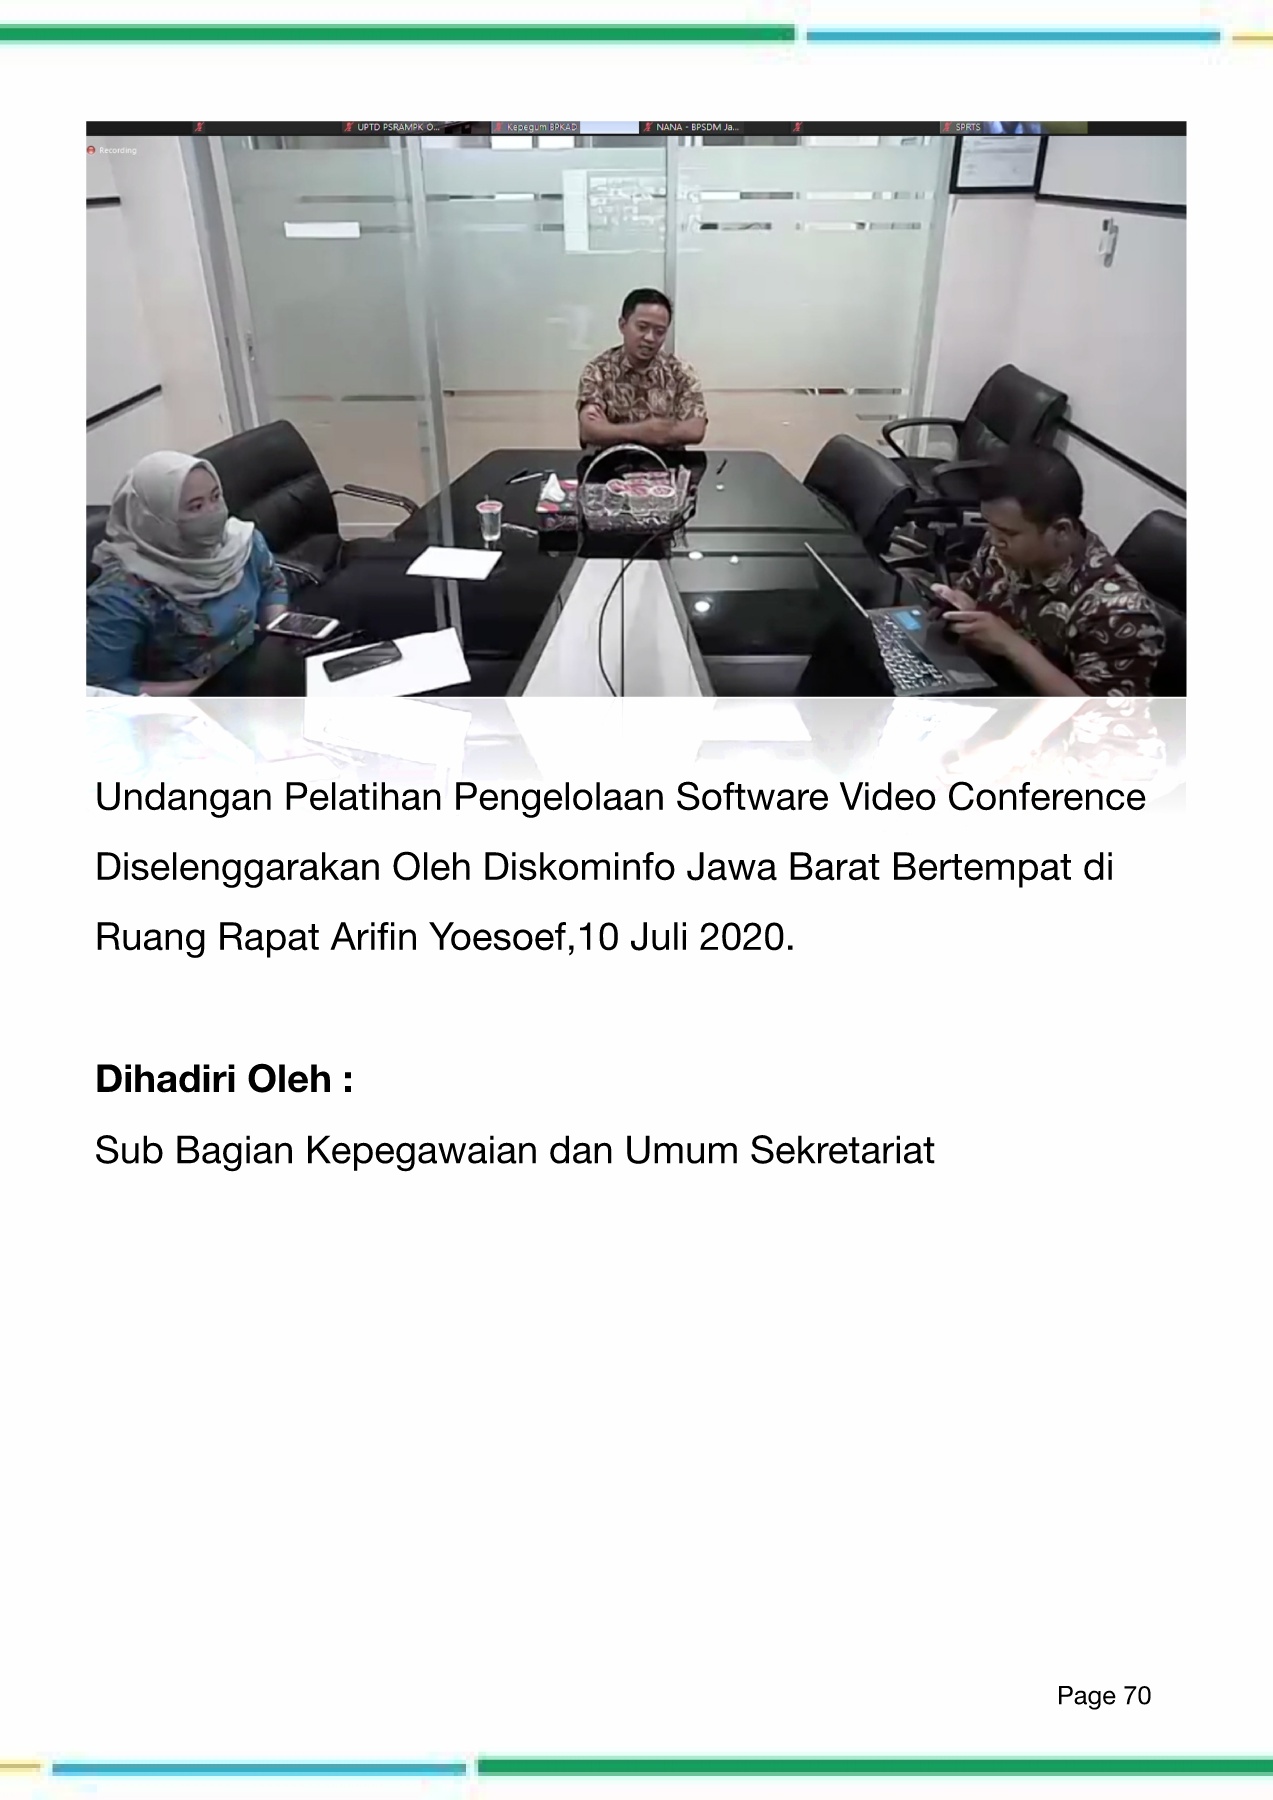 UPTD PSRAMPK O...
Kepegum BPKAD
NANA - BPSDM Ja...
SPRTS
Recording
Undangan Pelatihan Pengelolaan Software Video Conference
Diselenggarakan Oleh Diskominfo Jawa Barat Bertempat di
Ruang Rapat Arifin Yoesoef,10 Juli 2020.
Dihadiri Oleh :
Sub Bagian Kepegawaian dan Umum Sekretariat
Page 70